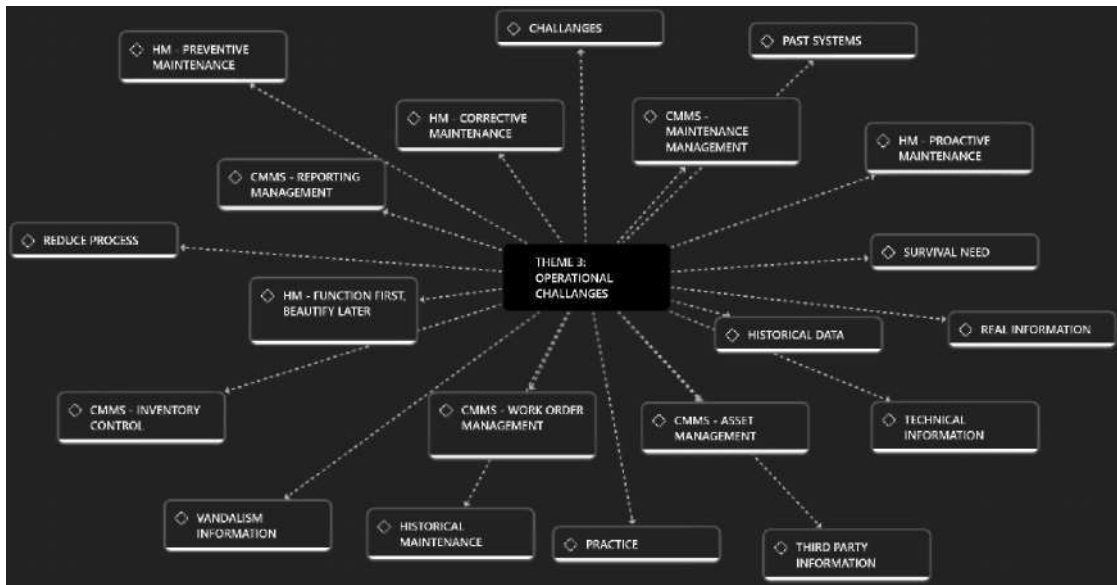 CHALLANGES
PAST SYSTEMS
HM - PREVENTIVE
MAINTENANCE
HM - CORRECTIVE
MAINTENANCE
CMMS -
MAINTENANCE
MANAGEMENT
HM - PROACTIVE
MAINTENANCE
CMMS - REPORTING
MANAGEMENT
REDUCE PROCESS
THEME 3:
OPERATIONAL
CHALLANGES
SURVIVAL NEED
HM - FUNCTION FIRST,
BEAUTIFY LATER
HISTORICAL DATA
REAL INFORMATION
CMMS - INVENTORY
CONTROL
CMMS - WORK ORDER
MANAGEMENT
CMMS - ASSET
MANAGEMENT
TECHNICAL
INFORMATION
VANDALISM
INFORMATION
HISTORICAL
MAINTENANCE
PRACTICE
THIRD PARTY
INFORMATION